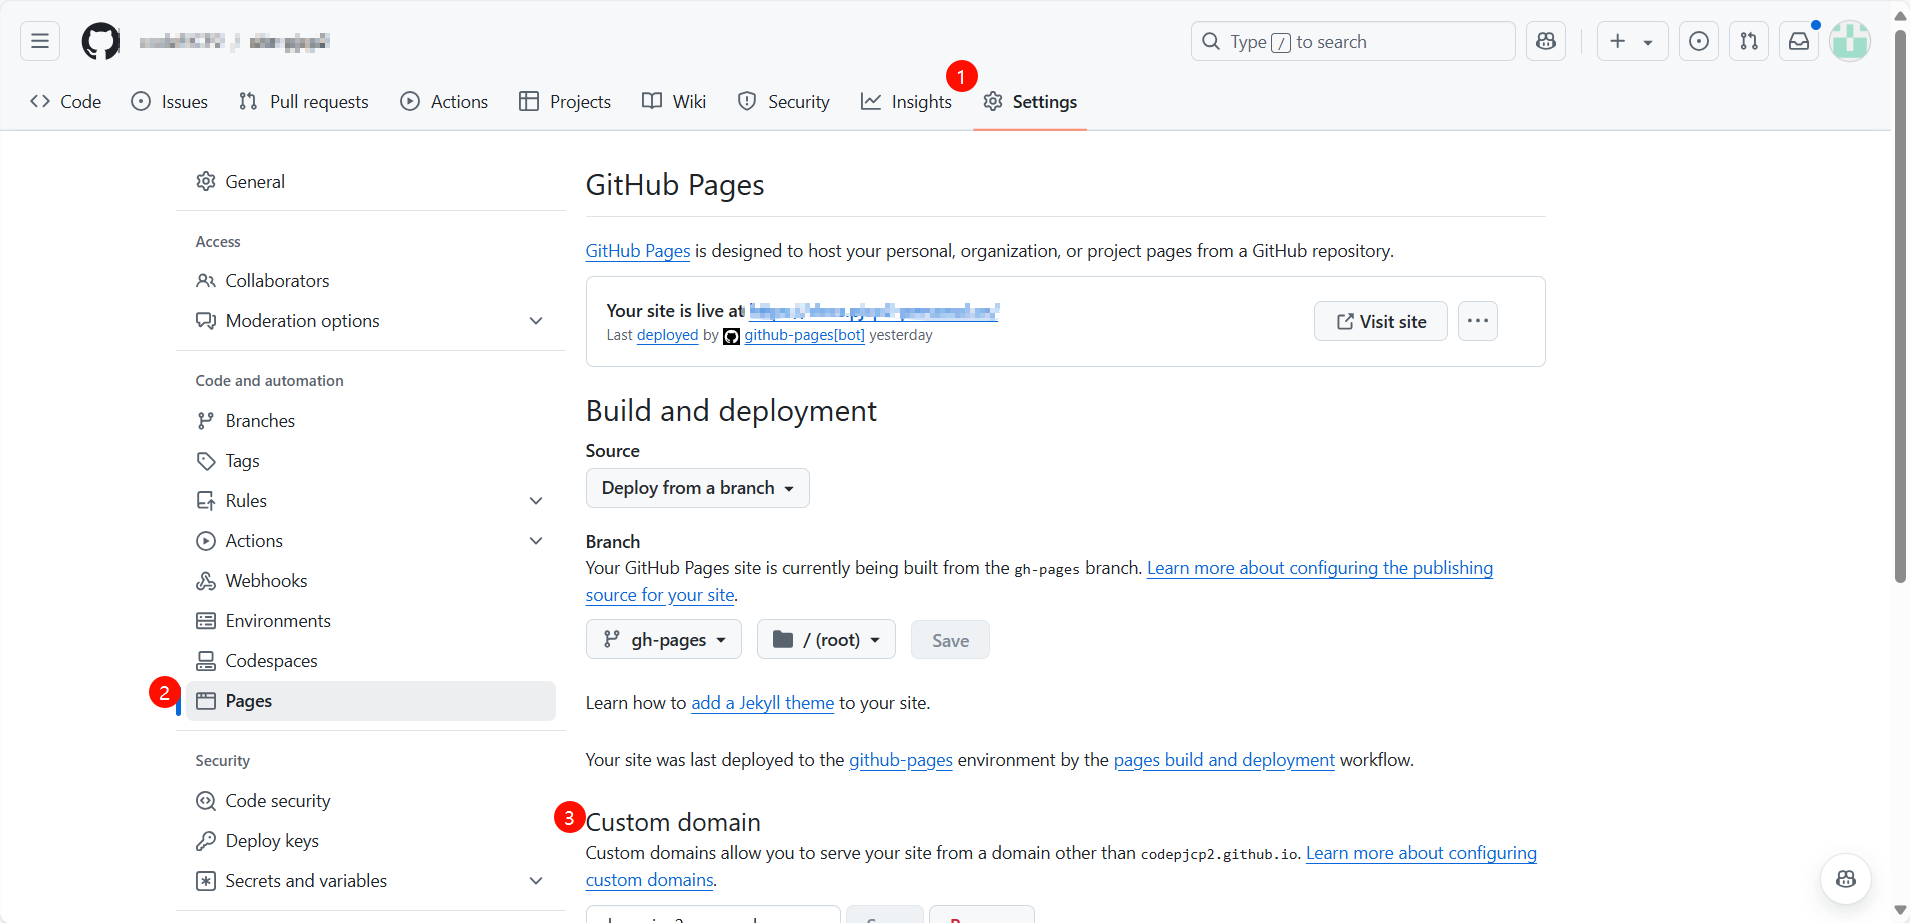 Type / to search
1
Code Issues Pull requests Actions Projects Wiki Security Insights Settings
General
Access
Collaborators
Moderation options
Code and automation
Branches
Tags
Rules
Actions
Webhooks
Environments
Codespaces
2
Pages
Security
Code security
Deploy keys
Secrets and variables
GitHub Pages
GitHub Pages is designed to host your personal, organization, or project pages from a GitHub repository.
Your site is live at
Last deployed by github-pages[bot] yesterday
Visit site
Build and deployment
Source
Deploy from a branch
Branch
Your GitHub Pages site is currently being built from the gh-pages branch. Learn more about configuring the publishing
source for your site.
gh-pages / (root) Save
Learn how to add a Jekyll theme to your site.
Your site was last deployed to the github-pages environment by the pages build and deployment workflow.
3
Custom domain
Custom domains allow you to serve your site from a domain other than codepjcp2.github.io. Learn more about configuring
custom domains.